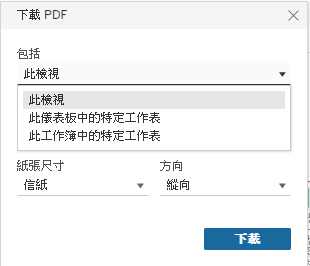 下載 PDF
包括
此檢視
此檢視
此儀表板中的特定工作表
此工作簿中的特定工作表
紙張尺寸
方向
信紙
縱向
下載